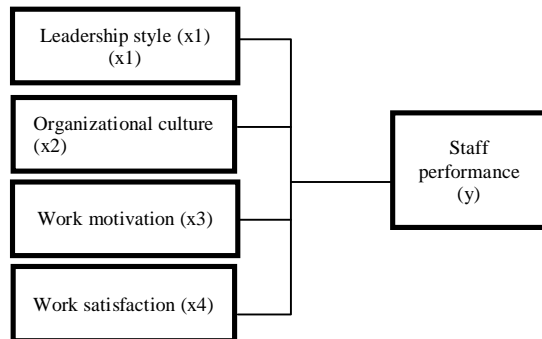 Leadership style (x1)
(x1)
Organizational culture
(x2)
Work motivation (x3)
Work satisfaction (x4)
Staff
performance
(y)